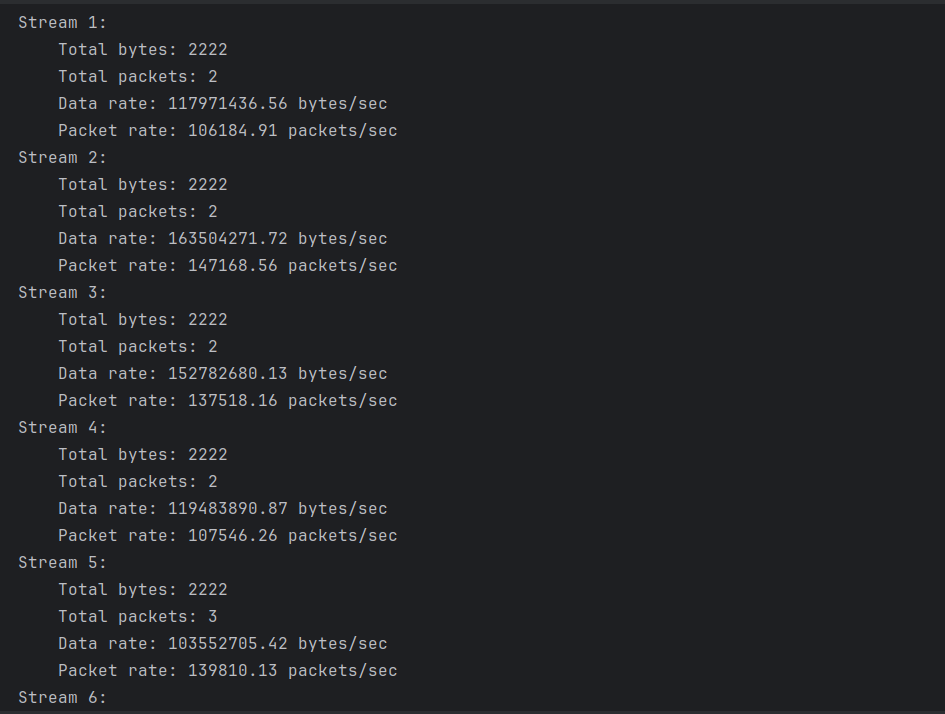 Stream 1:
Total bytes: 2222
Total packets: 2
Data rate: 117971436.56 bytes/sec
Packet rate: 106184.91 packets/sec
Stream 2:
Total bytes: 2222
Total packets: 2
Data rate: 163504271.72 bytes/sec
Packet rate: 147168.56 packets/sec
Stream 3:
Total bytes: 2222
Total packets: 2
Data rate: 152782680.13 bytes/sec
Packet rate: 137518.16 packets/sec
Stream 4:
Total bytes: 2222
Total packets: 2
Data rate: 119483890.87 bytes/sec
Packet rate: 107546.26 packets/sec
Stream 5:
Total bytes: 2222
Total packets: 3
Data rate: 103552705.42 bytes/sec
Packet rate: 139810.13 packets/sec
Stream 6: